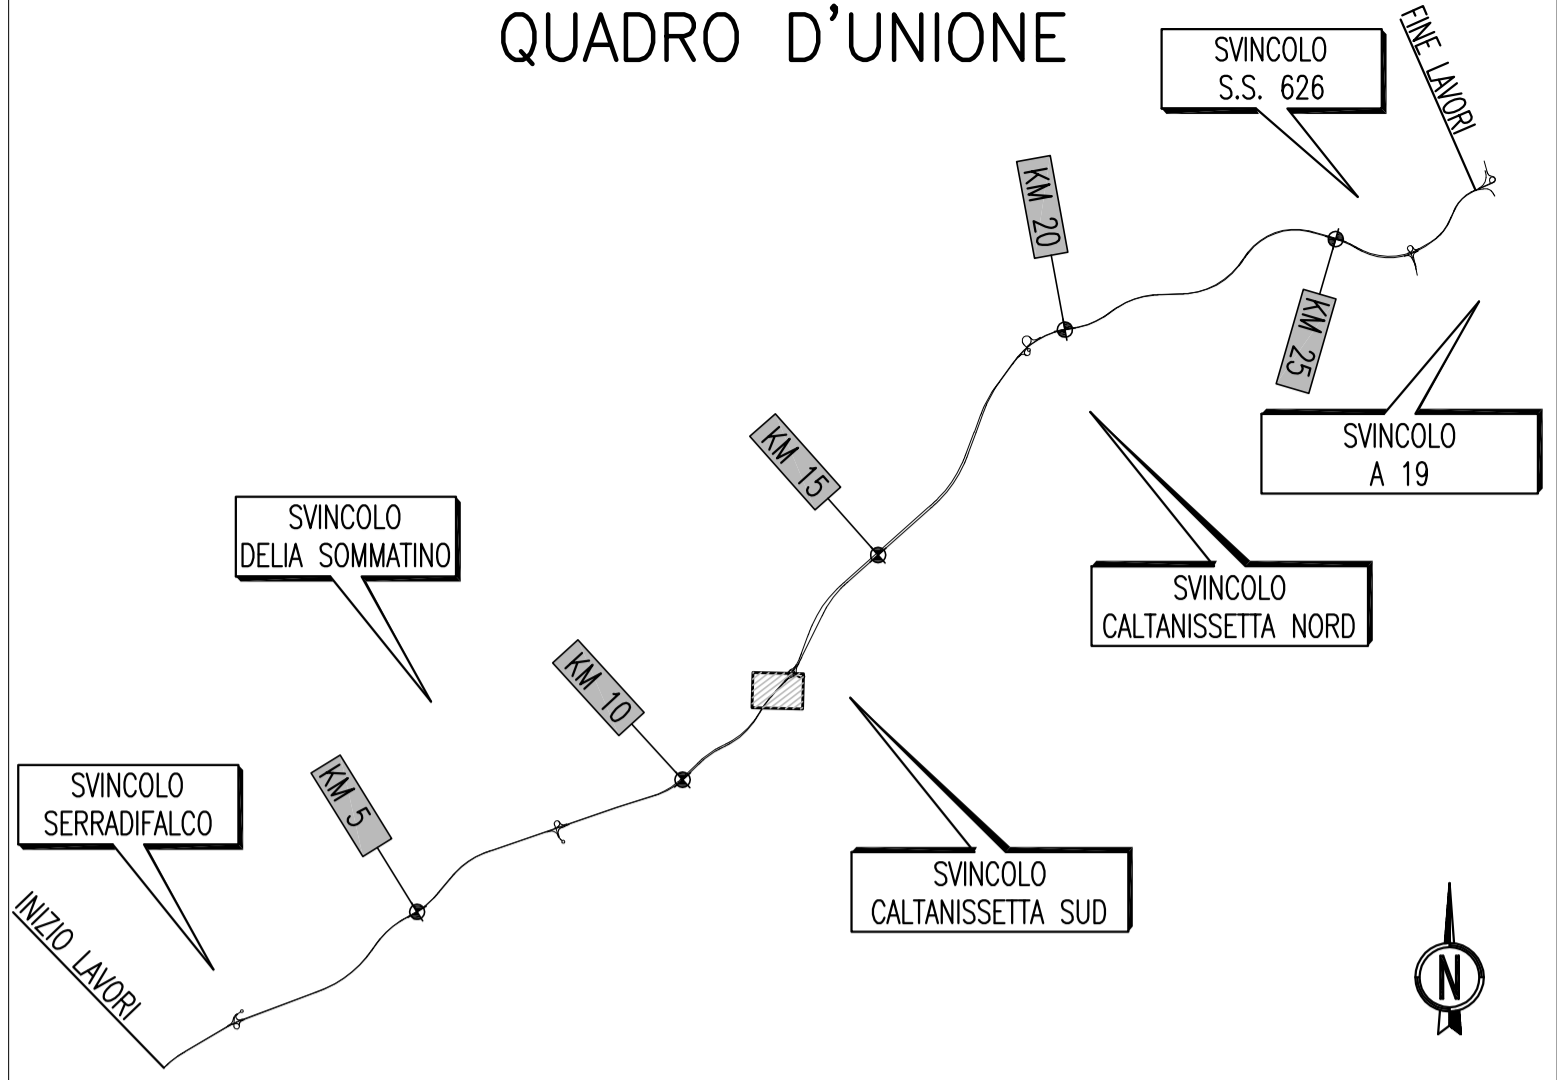 QUADRO D'UNIONE
SVINCOLO
S.S. 626
FINE LAVORI
KM 20
KM 25
SVINCOLO
A 19
KM 15
SVINCOLO
DELIA SOMMATINO
SVINCOLO
CALTANISSETTA NORD
KM 10
KM 5
SVINCOLO
SERRADIFALCO
SVINCOLO
CALTANISSETTA SUD
INIZIO LAVORI
N